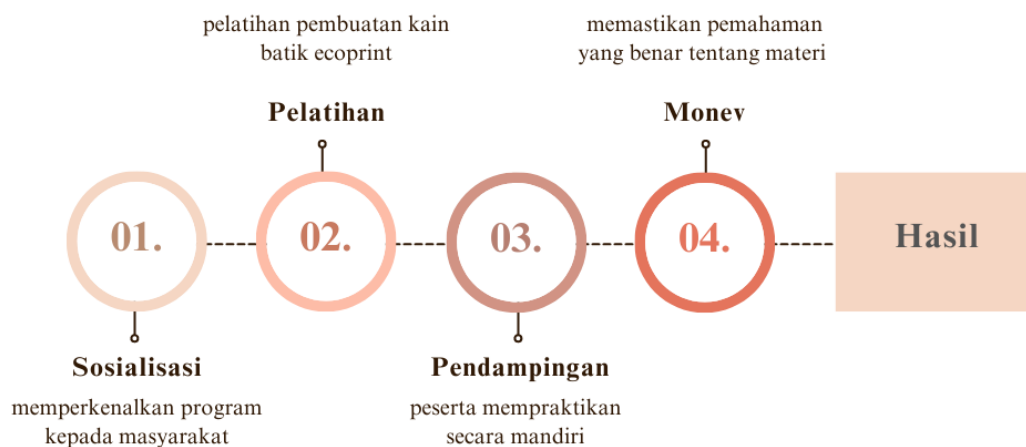 pelatihan pembuatan kain
batik ecoprint
Pelatihan
memastikan pemahaman
yang benar tentang materi
Monev
01.
02.
03.
04.
Hasil
Sosialisasi
memperkenalkan program
kepada masyarakat
Pendampingan
peserta mempraktikan
secara mandiri